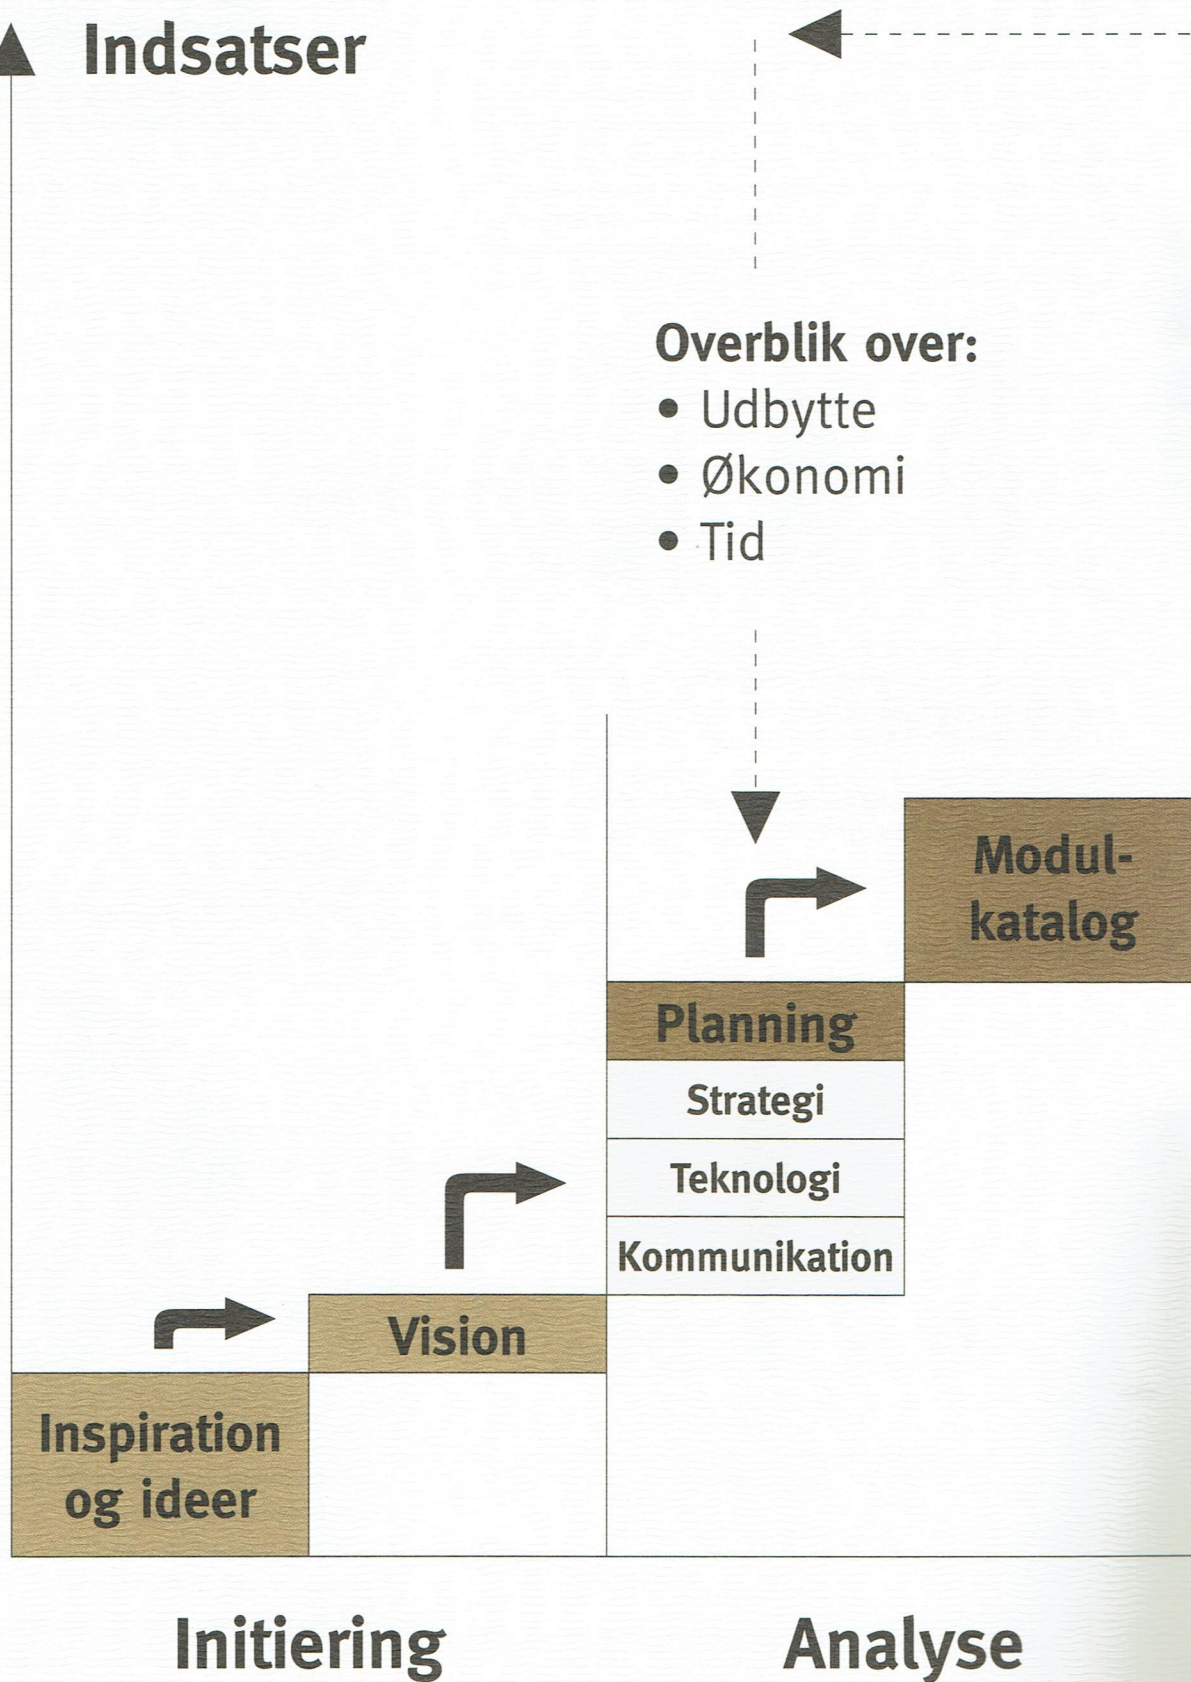 Indsatser
Overblik over:
• Udbytte
• Økonomi
• Tid
Modul-
katalog
Planning
Strategi
Teknologi
Kommunikation
Vision
Inspiration
og ideer
Initiering
Analyse